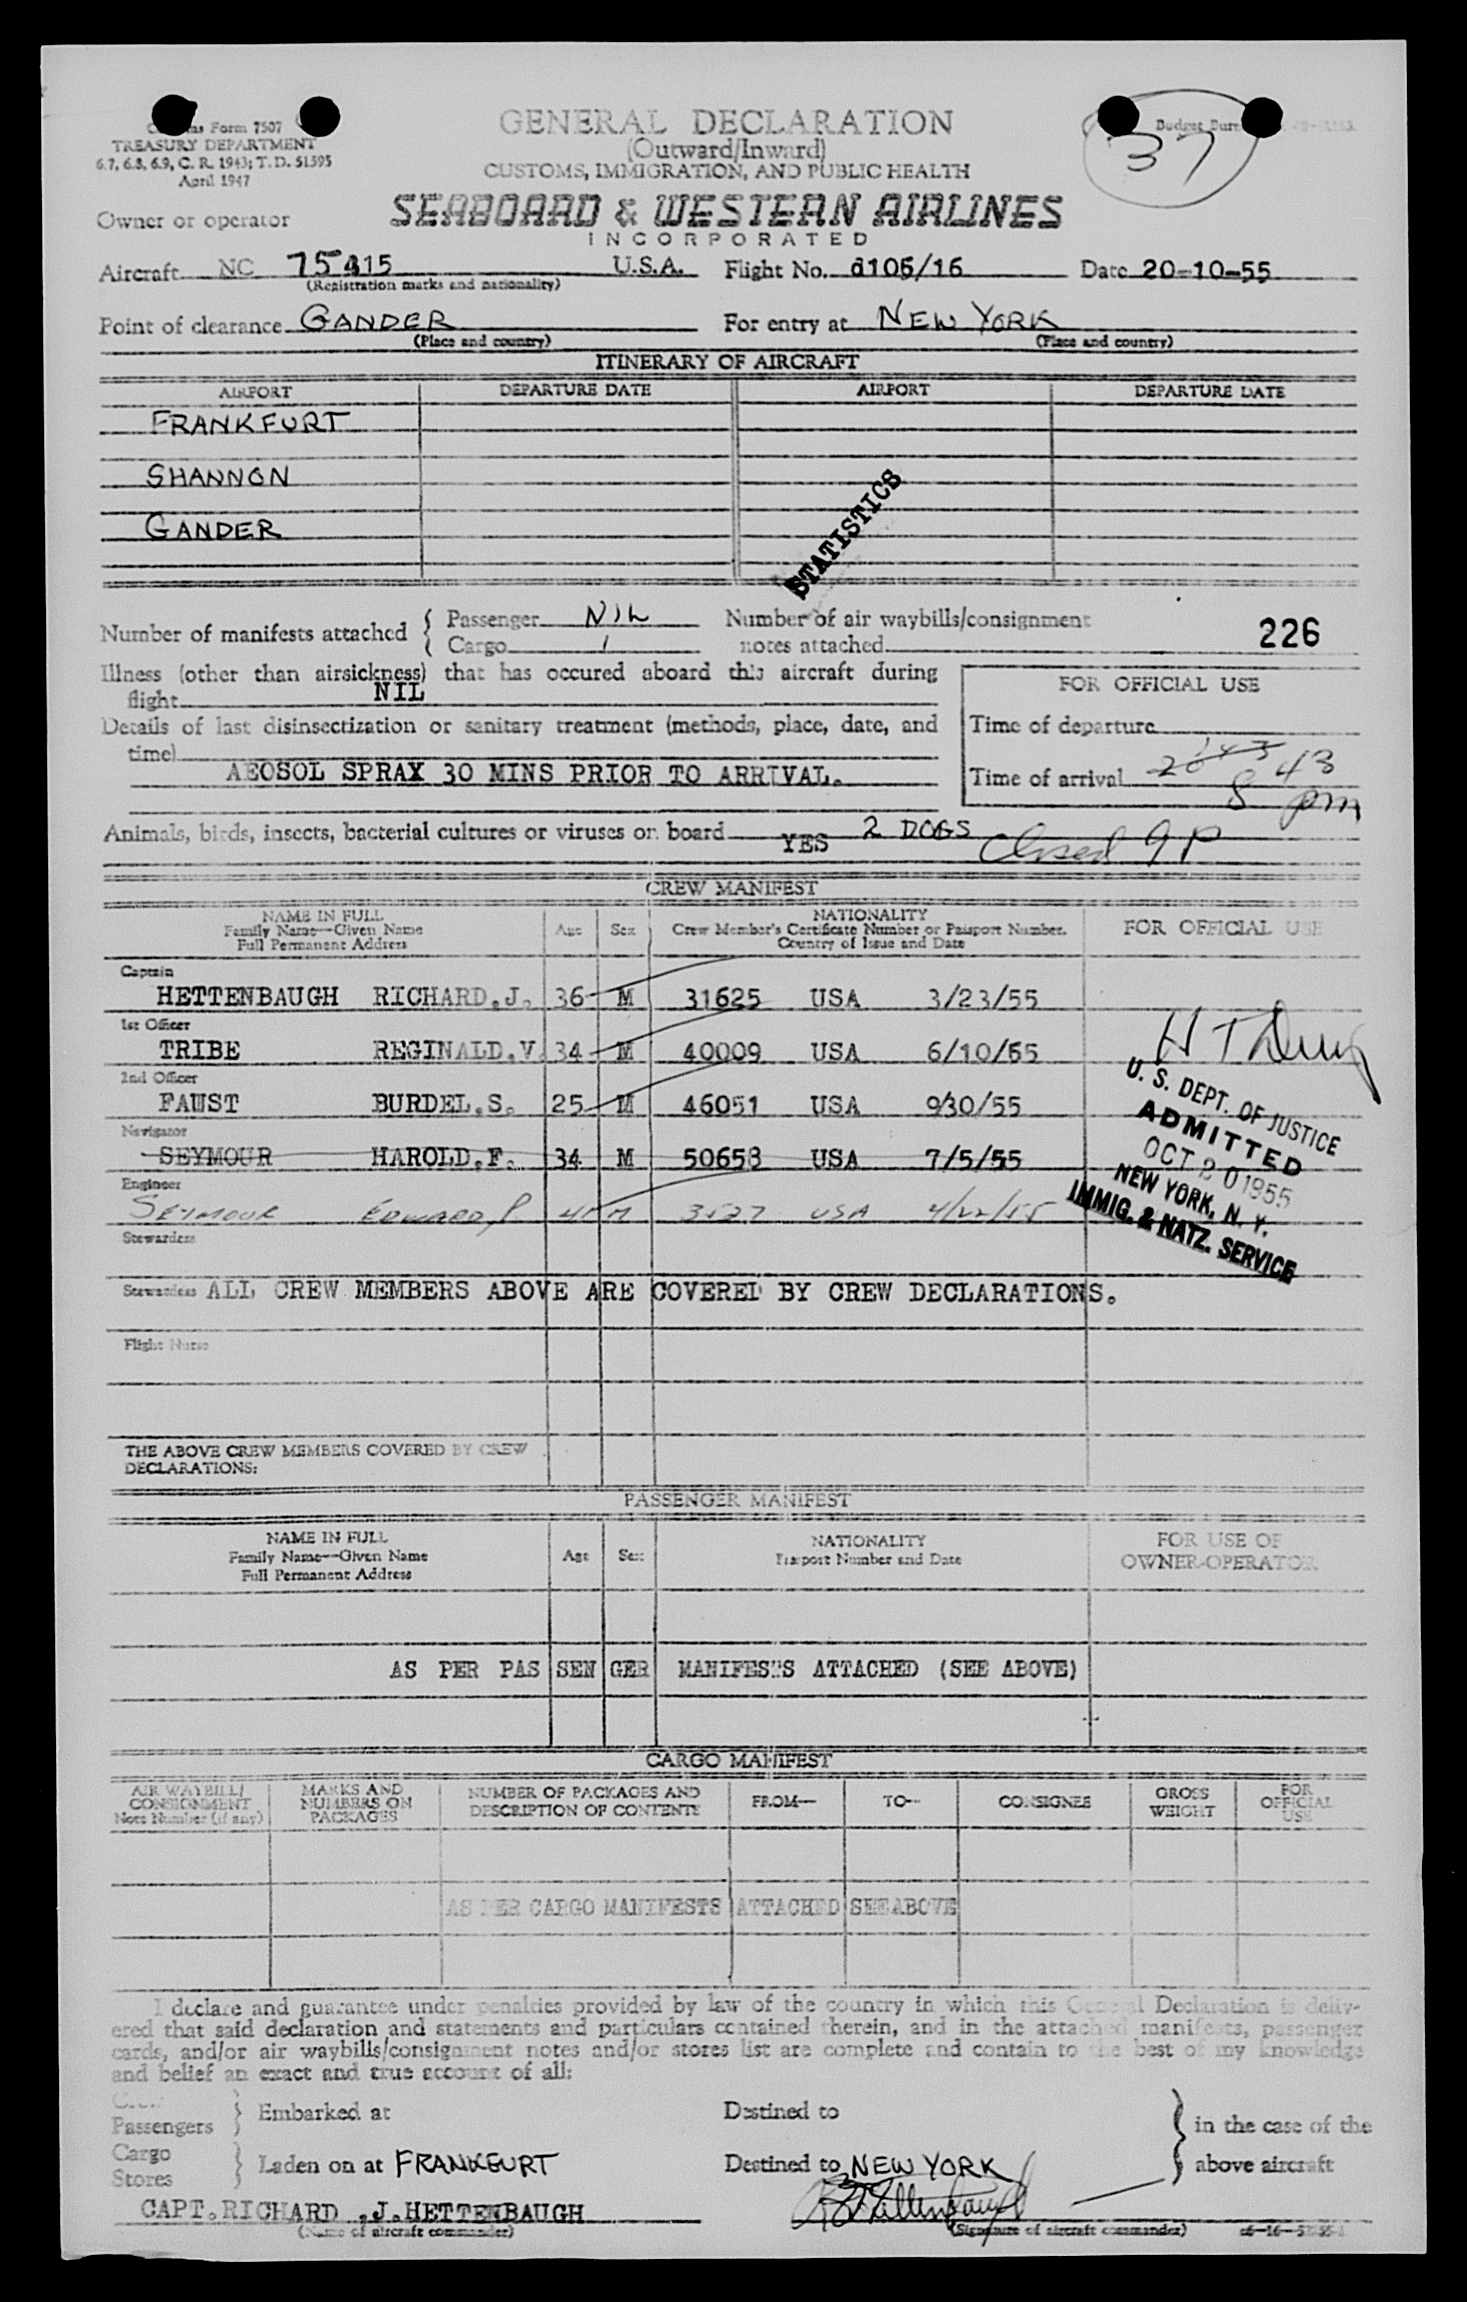 Form 7507
TREASURY DEPARTMENT
6.7, 6.8, 6.9, C. R. 1943; T. D. 51595
April 1947
GENERAL DECLARATION
(Outward/Inward)
CUSTOMS, IMMIGRATION, AND PUBLIC HEALTH
37
Owner or operator
SEABOARD & WESTERN AIRLINES
INCORPORATED
Aircraft NC 75415 U.S.A. Flight No. 105/16 Date 20-10-55
(Registration marks and nationality)
Point of clearance GANDER For entry at NEW YORK
(Place and country) (Place and country)
ITINERARY OF AIRCRAFT
AIRPORT DEPARTURE DATE AIRPORT DEPARTURE DATE
FRANKFURT
SHANNON
GANDER
STATISTICS
Number of manifests attached { Passenger NIL Number of air waybills/consignment
Cargo 1 notes attached 226
Illness (other than airsickness) that has occured aboard this aircraft during
flight NIL
FOR OFFICIAL USE
Details of last disinsectization or sanitary treatment (methods, place, date, and
time)
AEOSOL SPRAY 30 MINS PRIOR TO ARRIVAL.
Time of departure
Time of arrival 2043 8 43
pm
Animals, birds, insects, bacterial cultures or viruses on board YES 2 DOGS
Closed 9 P
CREW MANIFEST
NAME IN FULL
Family Name—Given Name
Full Permanent Address
Age Sex
NATIONALITY
Crew Member's Certificate Number or Passport Number.
Country of Issue and Date
FOR OFFICIAL USE
Captain
HETTENBAUGH RICHARD.J. 36 M 31625 USA 3/23/55
1st Officer
TRIBE REGINALD.V. 34 M 40009 USA 6/10/55
2nd Officer
FAUST BURDEL.S. 25 M 46051 USA 9/30/55
Navigator
SEYMOUR HAROLD.F. 34 M 50658 USA 7/5/55
Engineer
SEYMOUR EDWARD P. 41 M 3527 USA 4/22/55
U. S. DEPT. OF JUSTICE
ADMITTED
OCT 20 1955
NEW YORK, N. Y.
IMMIG. & NATZ. SERVICE
Stewardess
Stewardess ALL CREW MEMBERS ABOVE ARE COVERED BY CREW DECLARATIONS.
Flight Nurse
THE ABOVE CREW MEMBERS COVERED BY CREW
DECLARATIONS:
PASSENGER MANIFEST
NAME IN FULL
Family Name—Given Name
Full Permanent Address
Age Sex
NATIONALITY
Passport Number and Date
FOR USE OF
OWNER-OPERATOR
AS PER PAS SEN GER MANIFESTS ATTACHED (SEE ABOVE)
CARGO MANIFEST
AIR WAYBILL/
CONSIGNMENT
Note Number (if any)
MARKS AND
NUMBERS ON
PACKAGES
NUMBER OF PACKAGES AND
DESCRIPTION OF CONTENTS
FROM— TO— CONSIGNEE
GROSS
WEIGHT
FOR
OFFICIAL
USE
AS PER CARGO MANIFESTS ATTACHED SEE ABOVE
I declare and guarantee under penalties provided by law of the country in which this General Declaration is deliv-
ered that said declaration and statements and particulars contained therein, and in the attached manifests, passenger
cards, and/or air waybills/consignment notes and/or stores list are complete and contain to the best of my knowledge
and belief an exact and true account of all:
Crew
Passengers } Embarked at Destined to
Cargo
Stores } Laden on at FRANKFURT Destined to NEW YORK
} in the case of the
above aircraft
CAPT.RICHARD .J.HETTENBAUGH
(Name of aircraft commander) (Signature of aircraft commander)